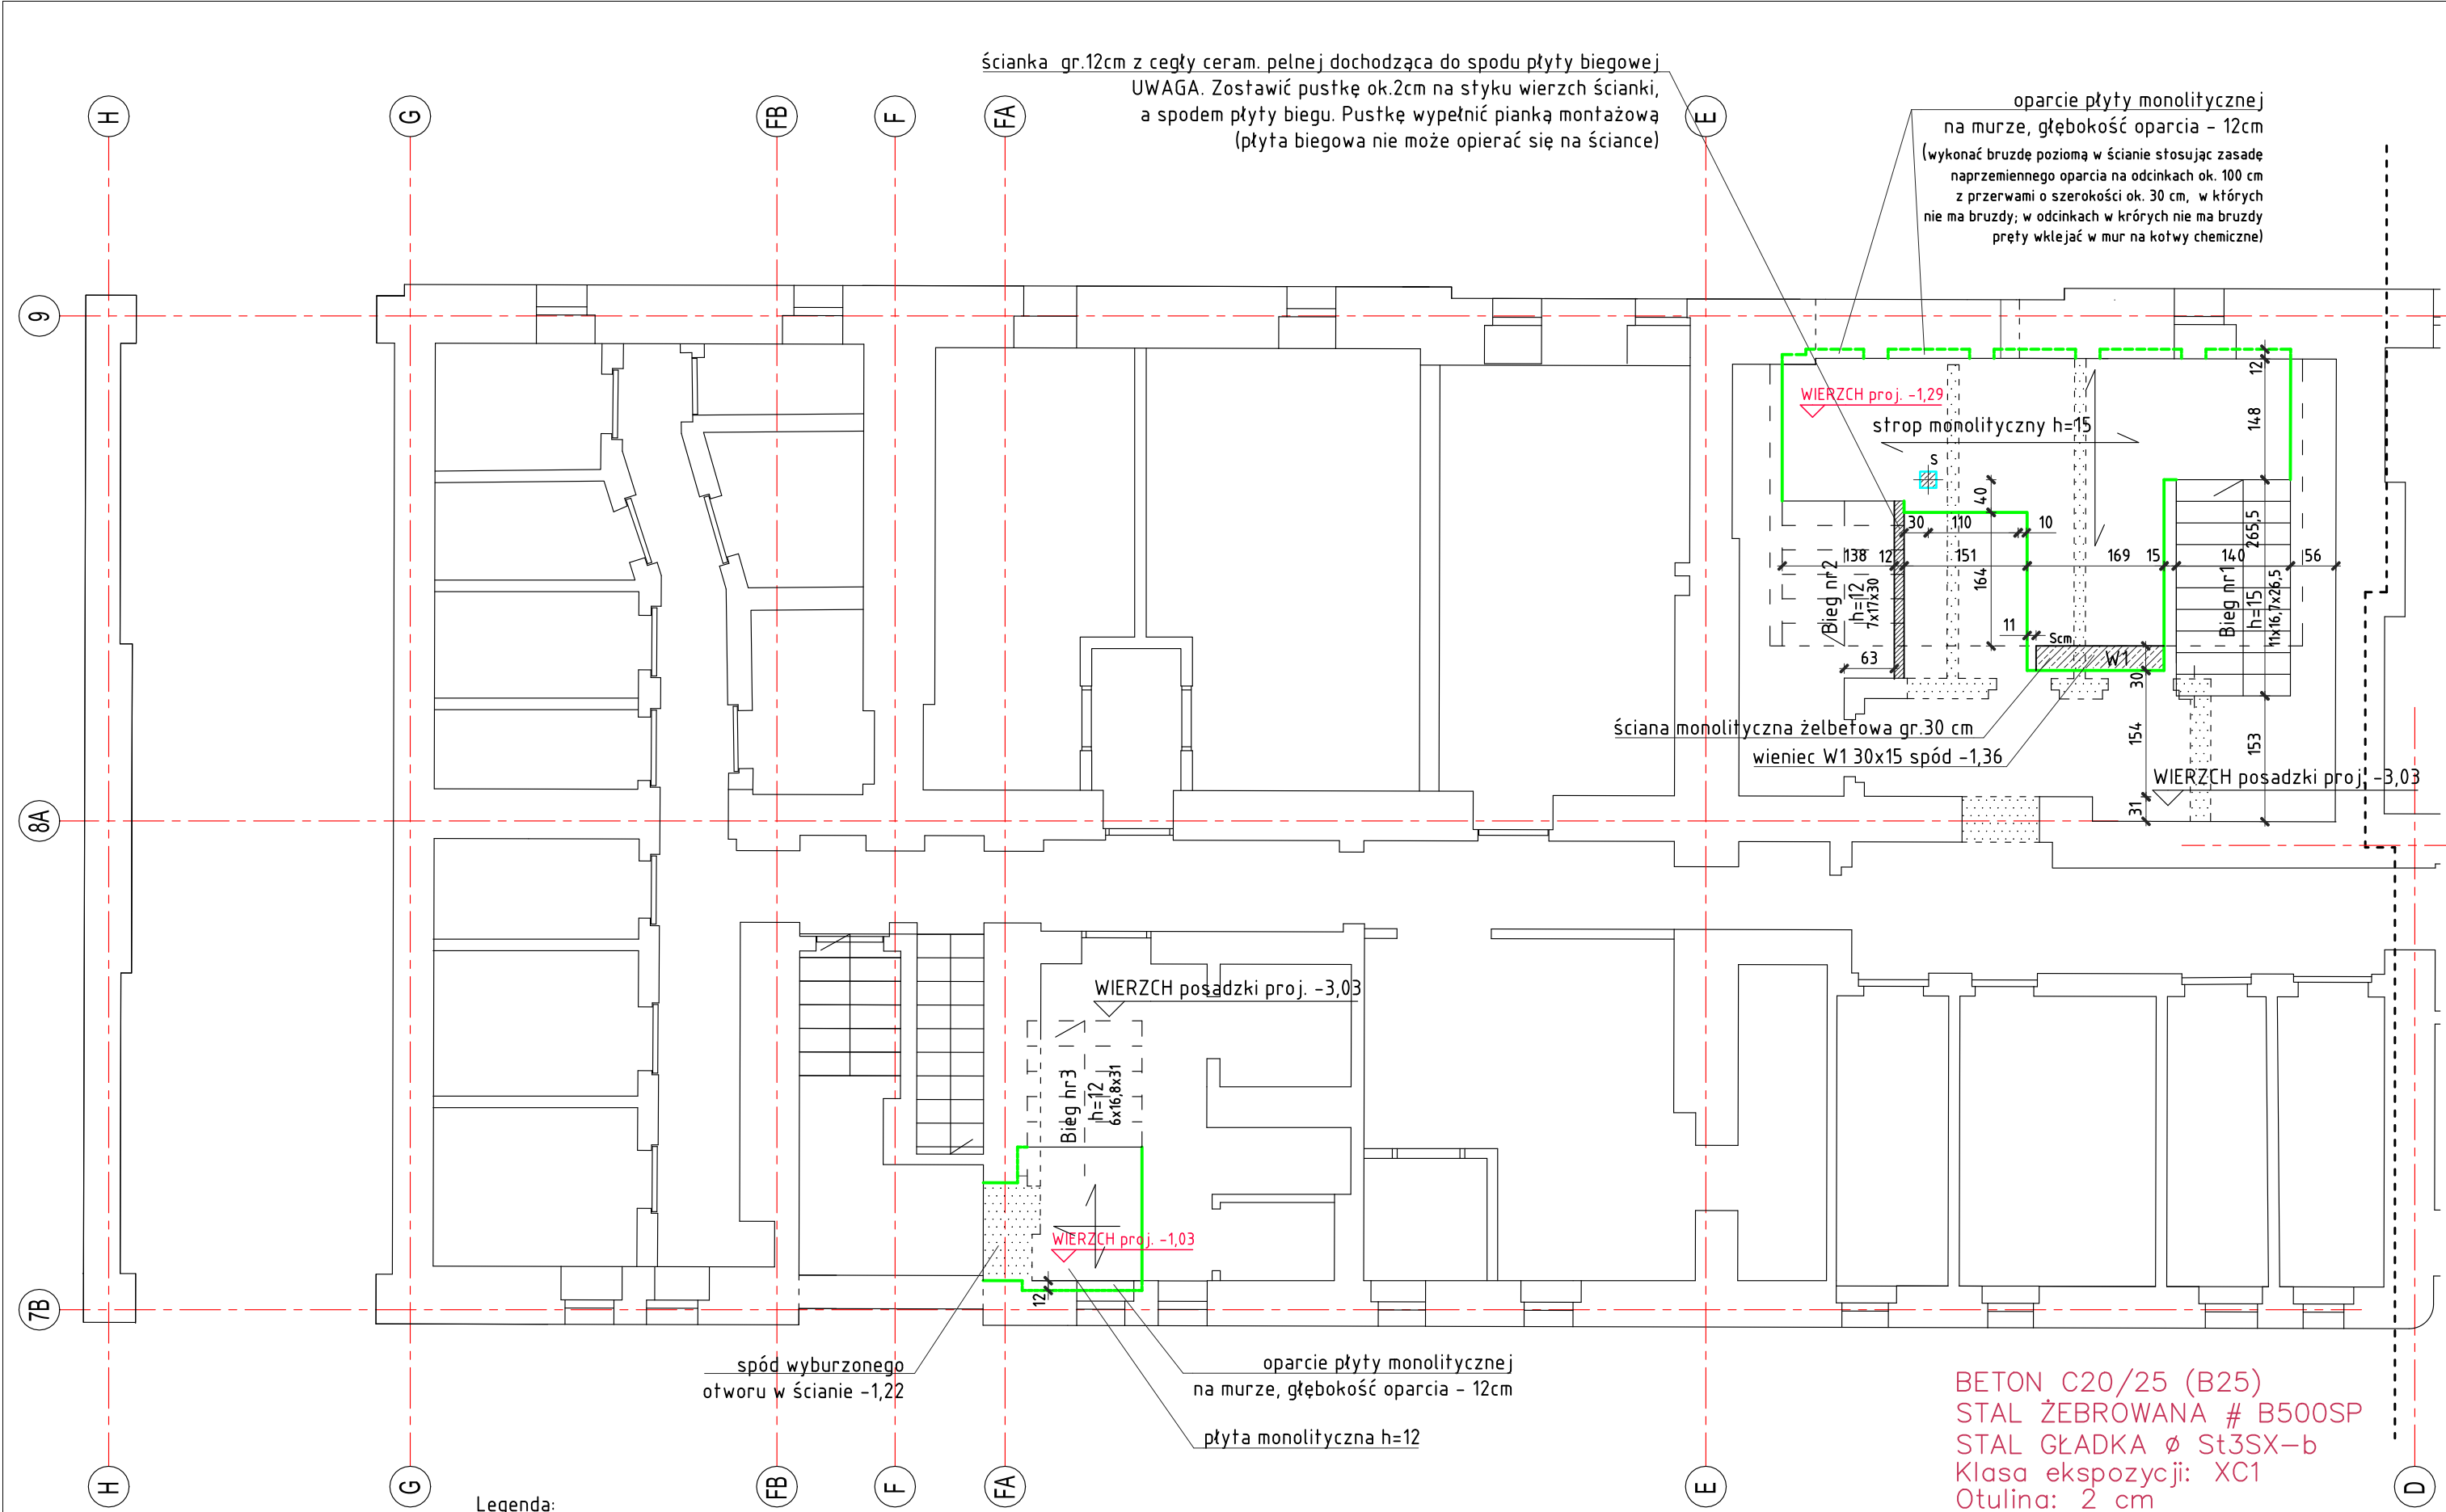 ścianka gr.12cm z cegły ceram. pelnej dochodząca do spodu płyty biegowej
UWAGA. Zostawić pustkę ok.2cm na styku wierzch ścianki,
a spodem płyty biegu. Pustkę wypełnić pianką montażową
(płyta biegowa nie może opierać się na ściance)
oparcie płyty monolitycznej
na murze, głębokość oparcia - 12cm
(wykonać bruzdę poziomą w ścianie stosując zasadę
naprzemiennego oparcia na odcinkach ok. 100 cm
z przerwami o szerokości ok. 30 cm, w których
nie ma bruzdy; w odcinkach w krórych nie ma bruzdy
pręty wklejać w mur na kotwy chemiczne)
H
G
FB
F
FA
E
9
WIERZCH proj. -1,29
strop monolityczny h=15
S
12
148
40
30
110
10
138
12
151
169
15
140
56
265,5
164
Bieg nr2
h=12
7x17x30
Bieg nr1
h=15
11x16,7x26,5
11
Scm
W1
63
30
ściana monolityczna żelbetowa gr.30 cm
wieniec W1 30x15 spód -1,36
154
153
WIERZCH posadzki proj. -3,03
31
8A
WIERZCH posadzki proj. -3,03
Bieg nr3
h=12
6x16,8x31
WIERZCH proj. -1,03
12
7B
spód wyburzonego
otworu w ścianie -1,22
oparcie płyty monolitycznej
na murze, głębokość oparcia - 12cm
płyta monolityczna h=12
BETON C20/25 (B25)
STAL ŻEBROWANA # B500SP
STAL GŁADKA ø St3SX-b
Klasa ekspozycji: XC1
Otulina: 2 cm
H
G
FB
F
FA
E
D
Legenda: